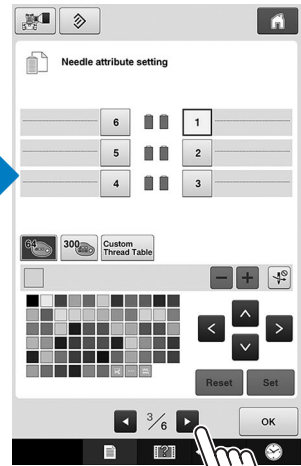 Needle attribute setting
6 1
5 2
4 3
64 300 Custom
Thread Table
Reset Set
3/6 OK